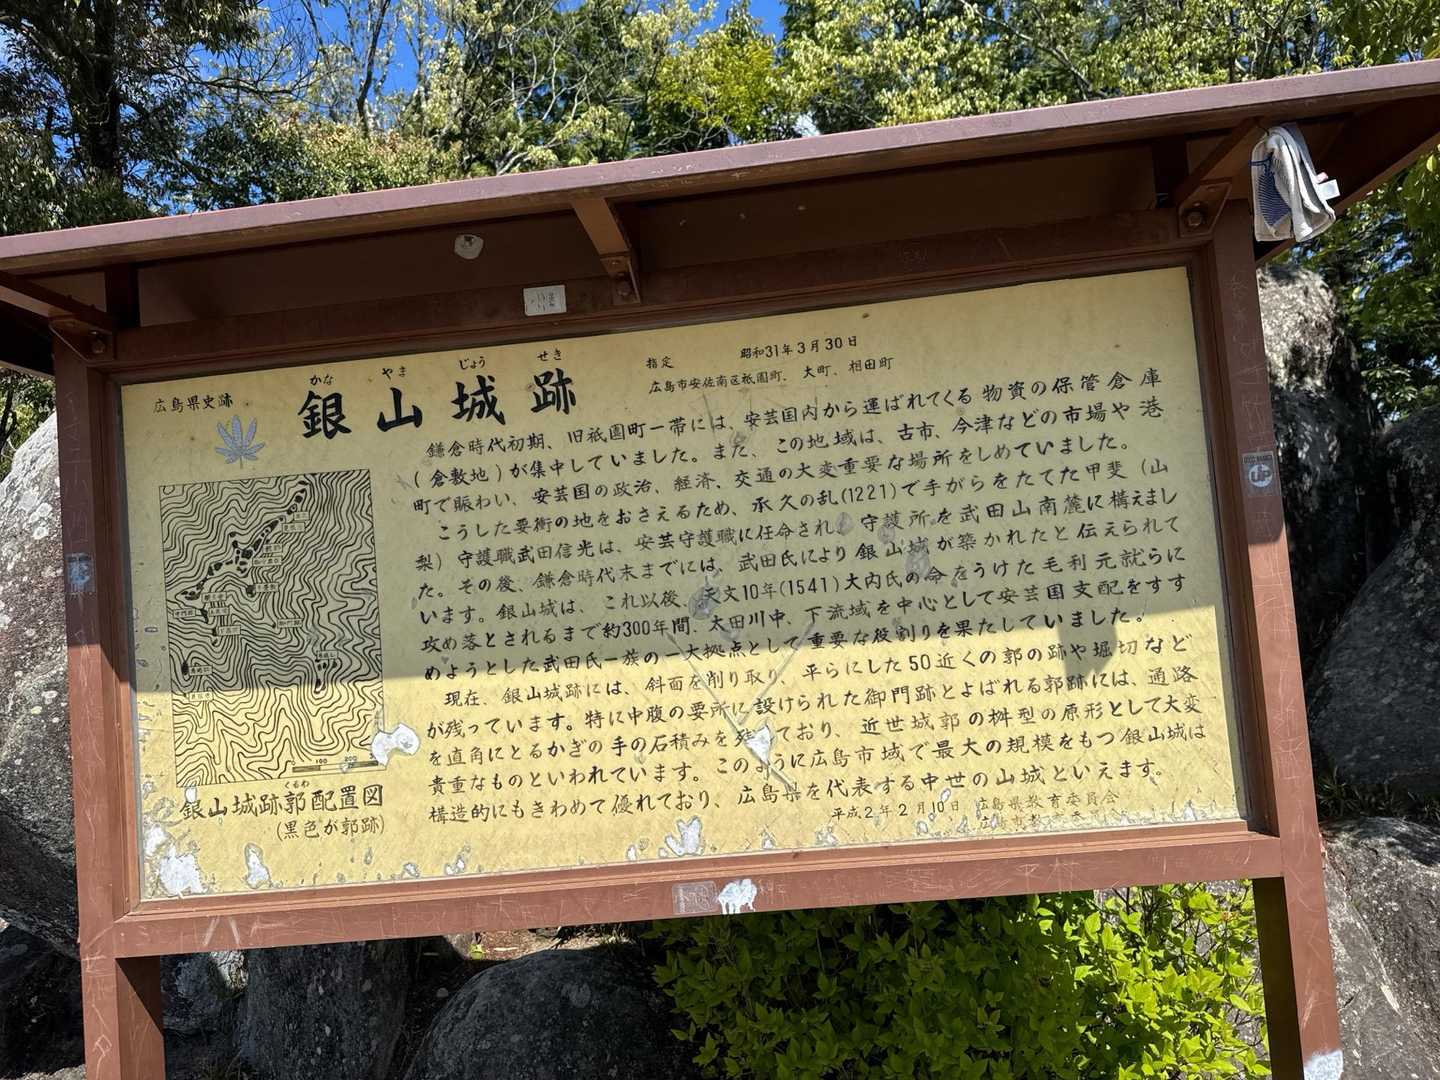 広島県史跡
かな やま じょう せき
銀山城跡
指定 昭和31年3月30日
広島市安佐南区祇園町、大町、相田町
鎌倉時代初期、旧祇園町一帯には、安芸国内から運ばれてくる物資の保管倉庫
(倉敷地)が集中していました。また、この地域は、古市、今津などの市場や港
町で賑わい、安芸国の政治、経済、交通の大変重要な場所をしめていました。
こうした要衝の地をおさえるため、承久の乱(1221)で手がらをたてた甲斐(山
梨)守護職武田信光は、安芸守護職に任命され、守護所を武田山南麓に構えまし
た。その後、鎌倉時代末までには、武田氏により銀山城が築かれたと伝えられて
います。銀山城は、これ以後、天文10年(1541)大内氏の命をうけた毛利元就らに
攻め落とされるまで約300年間、太田川中、下流域を中心として安芸国支配をすす
めようとした武田氏一族の一大拠点として重要な役割りを果たしていました。
現在、銀山城跡には、斜面を削り取り、平らにした50近くの郭の跡や堀切など
が残っています。特に中腹の要所に設けられた御門跡とよばれる郭跡には、通路
を直角にとるかぎの手の石積みを残しており、近世城郭の桝型の原形として大変
貴重なものといわれています。このように広島市域で最大の規模をもつ銀山城は
構造的にもきわめて優れており、広島県を代表する中世の山城といえます。
平成2年2月10日 広島県教育委員会
広島市教育委員会
100 200
くるわ
銀山城跡郭配置図
(黒色が郭跡)